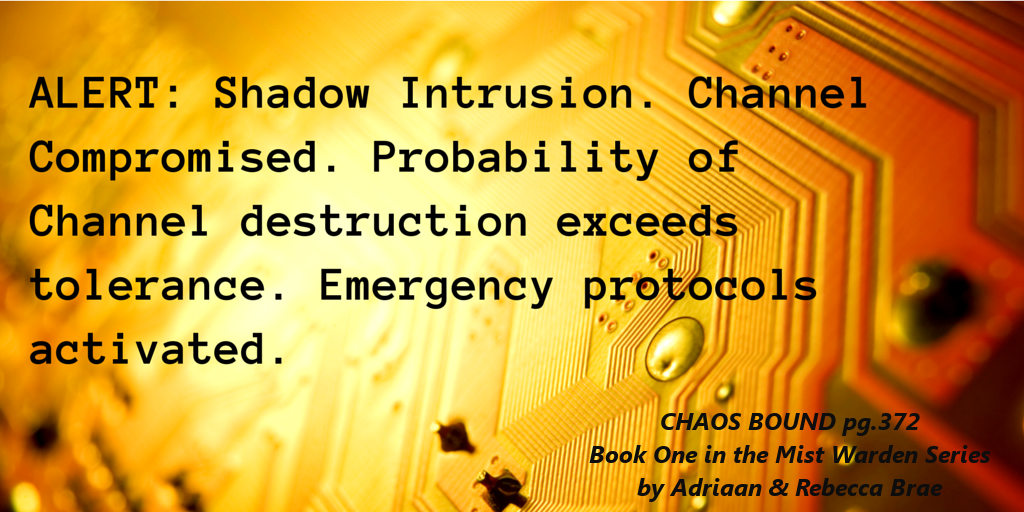 ALERT: Shadow Intrusion. Channel
Compromised. Probability of
Channel destruction exceeds
tolerance. Emergency protocols
activated.
CHAOS BOUND pg.372
Book One in the Mist Warden Series
by Adriaan & Rebecca Brae